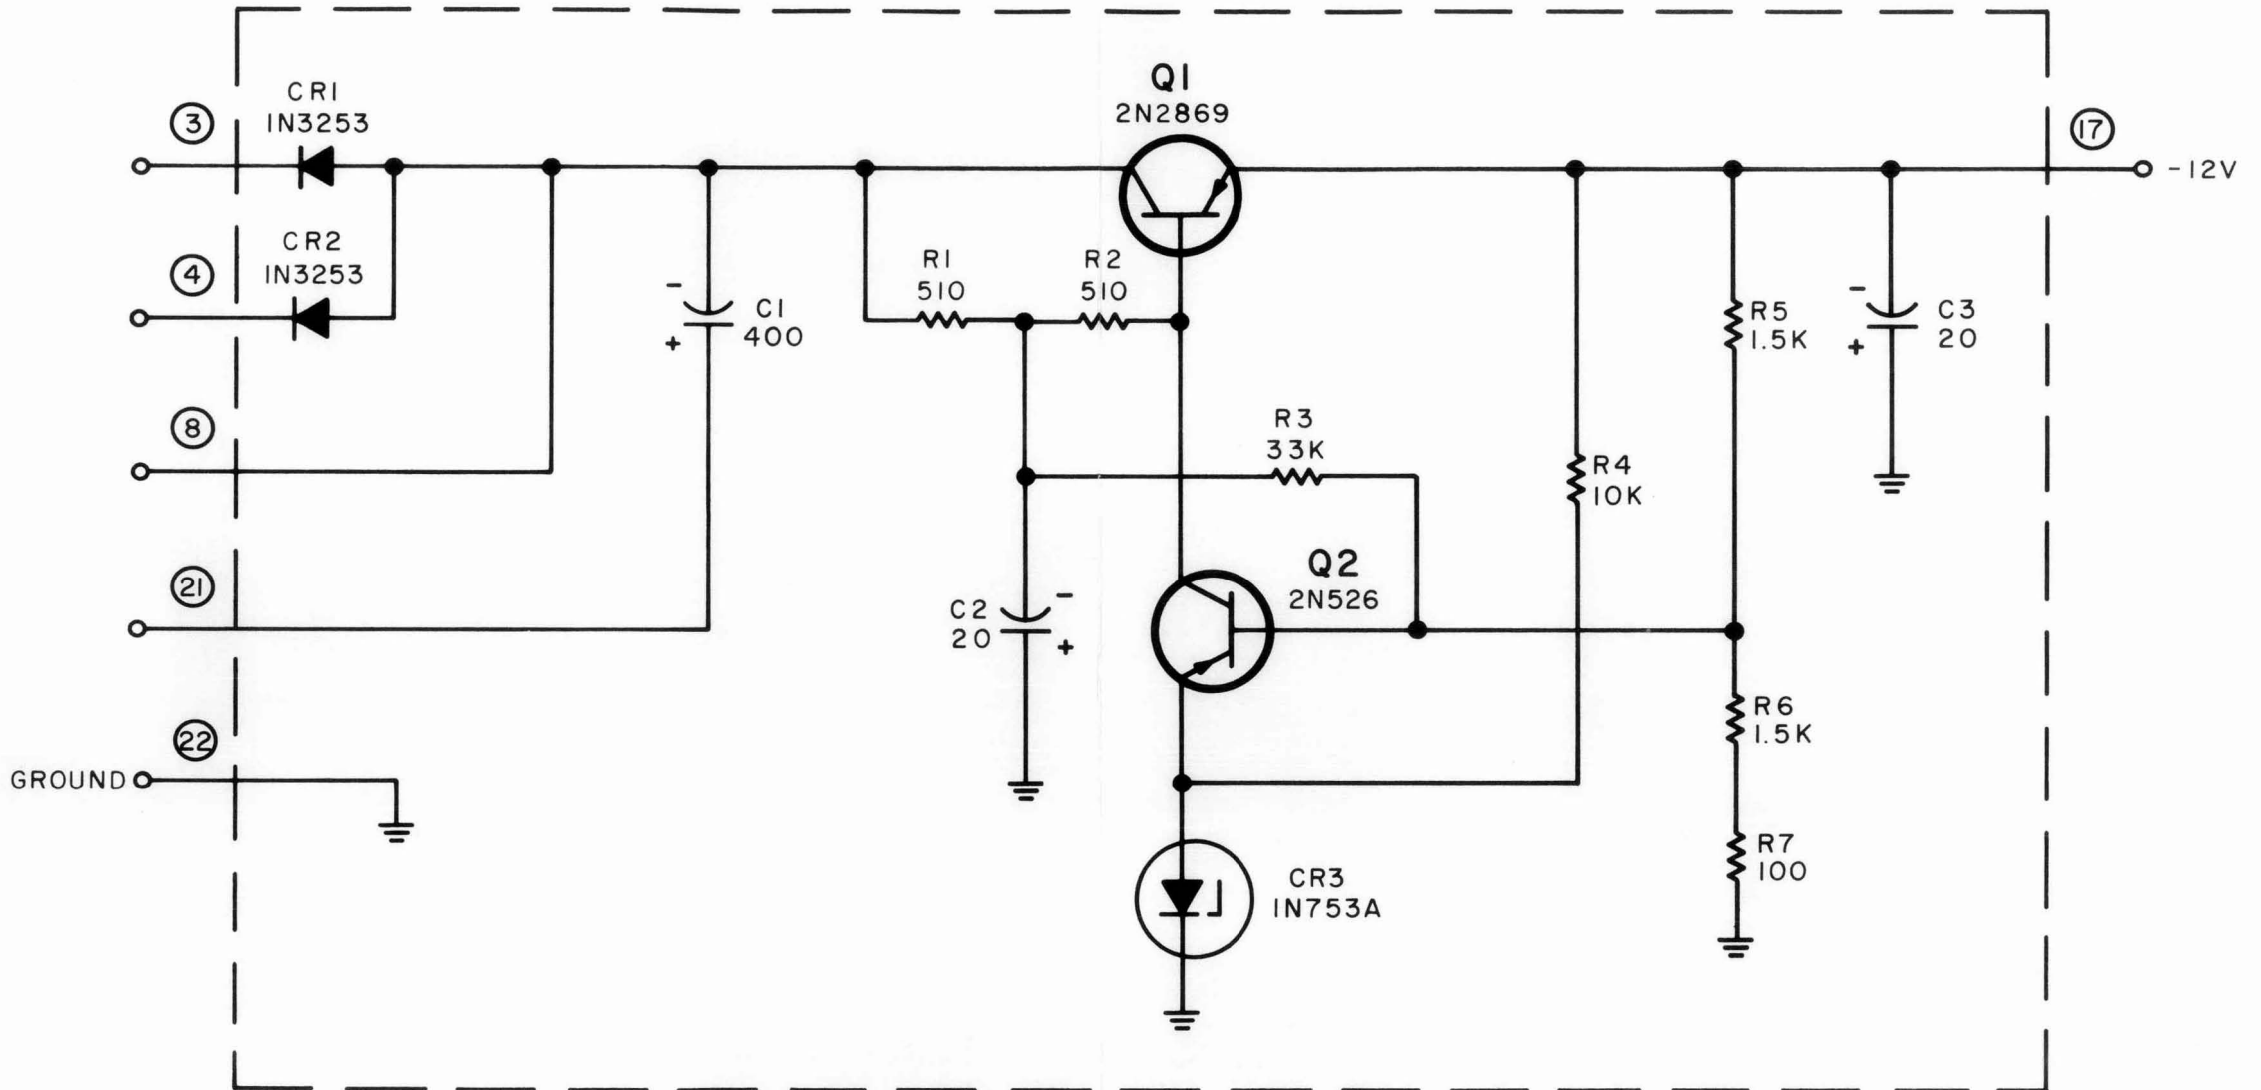 Q1
2N2869
CR1
1N3253
3
17
-12V
CR2
1N3253
4
R1
510
R2
510
-
C1
400
+
R5
1.5K
-
C3
20
+
8
R3
33K
R4
10K
21
Q2
2N526
C2
20
-
+
22
GROUND
R6
1.5K
R7
100
CR3
1N753A